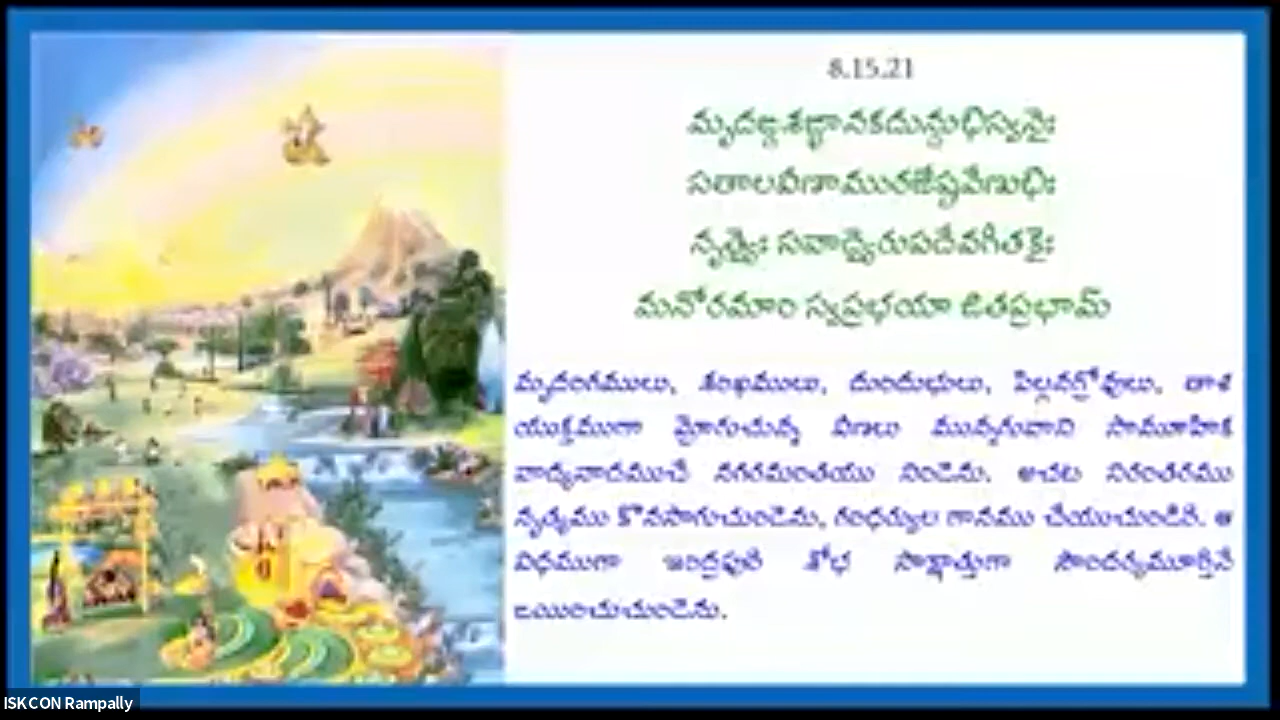 8.15.21
మృదఙ్గశఙ్ఖానకదున్దుభిస్వనైః
సతాలవీణామురజేష్టవేణుభిః
నృత్యైః సవాద్యైరుపదేవగీతకైః
మనోరమాం స్వప్రభయా జితప్రభామ్
మృదంగములు, శంఖములు, దుందుభులు, పిల్లనగ్రోవులు, తాళ
యుక్తముగా మ్రోగుచున్న వీణలు మున్నగువాని సామూహిక
వాద్యనాదముచే నగరమంతయు నిండెను. అచట నిరంతరము
నృత్యము కొనసాగుచుండెను, గంధర్వుల గానము చేయుచుండిరి. ఆ
విధముగా ఇంద్రపురి శోభ సాక్షాత్తుగా సౌందర్యమూర్తినే
జయించుచుండెను.
ISKCON Rampally